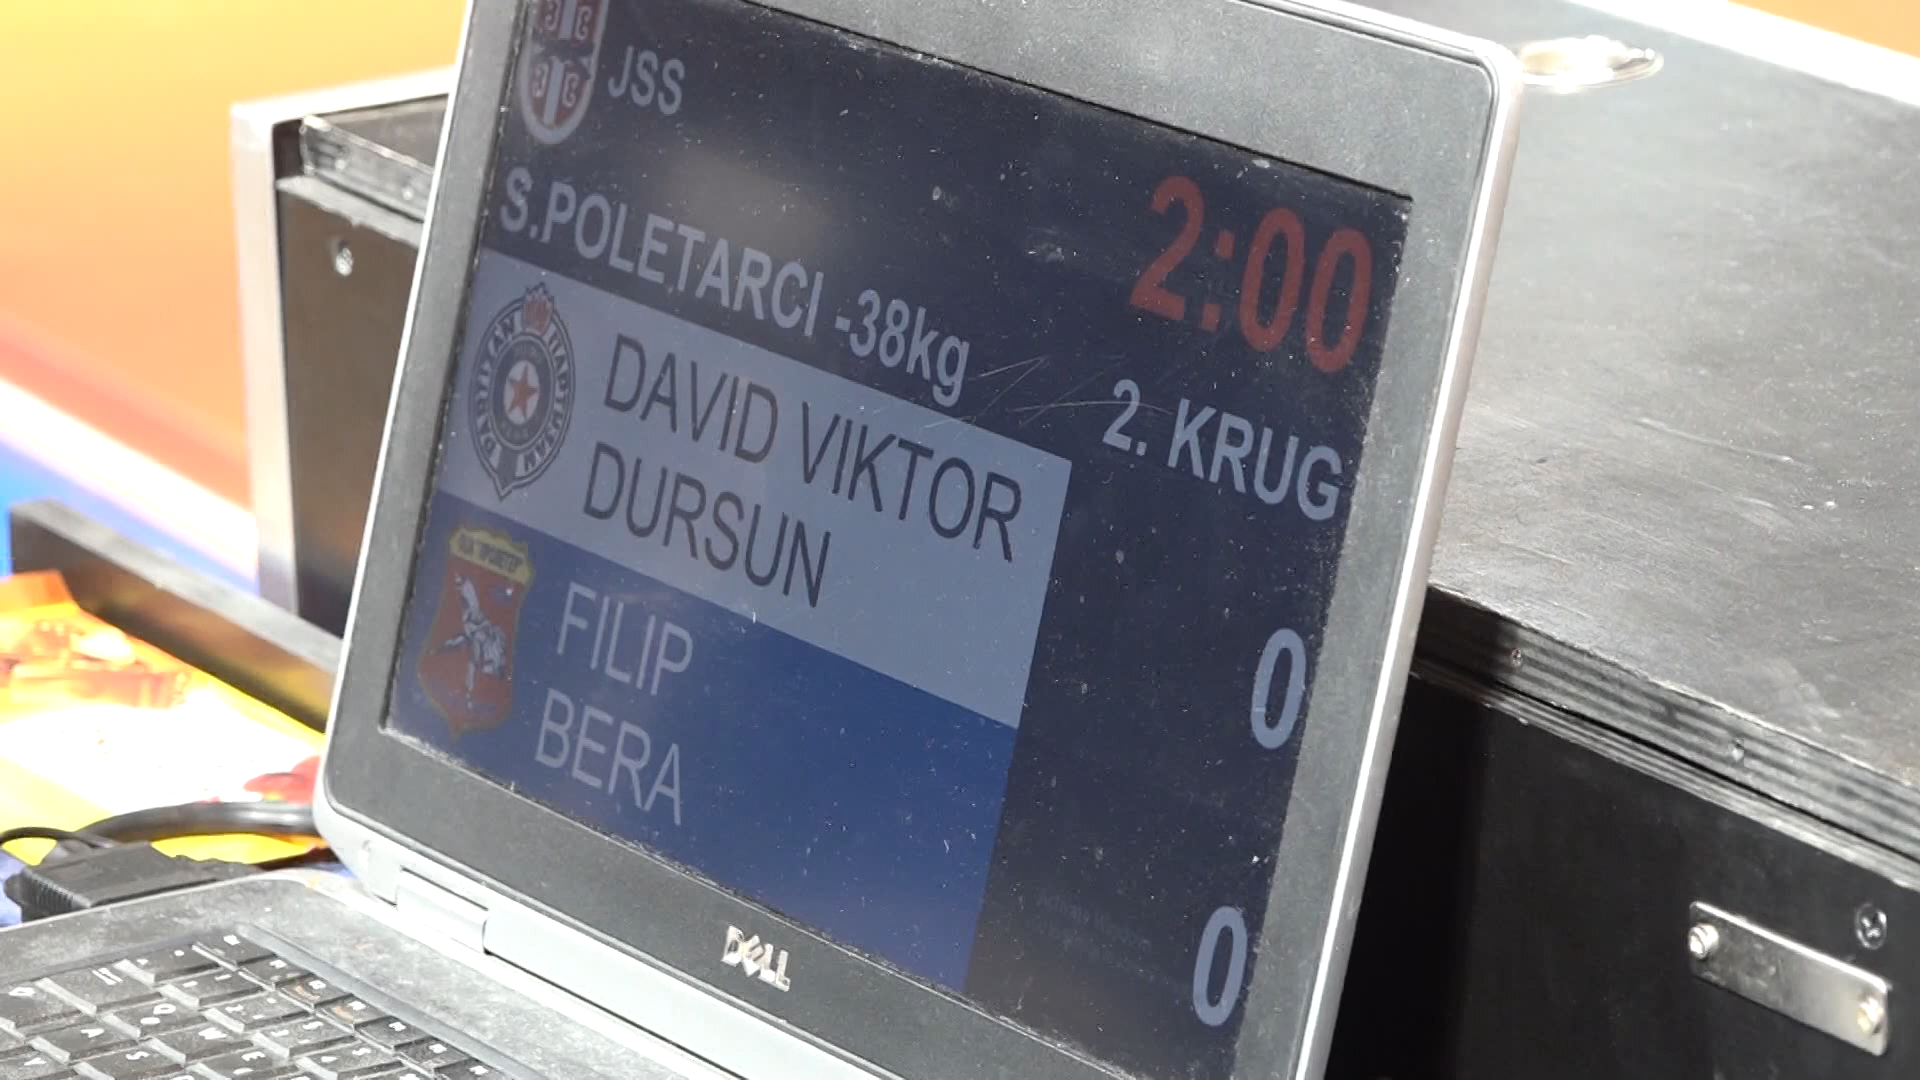 JSS
2:00
S.POLETARCI -38kg
2. KRUG
DAVID VIKTOR
DURSUN
0
FILIP
BERA
0
DELL